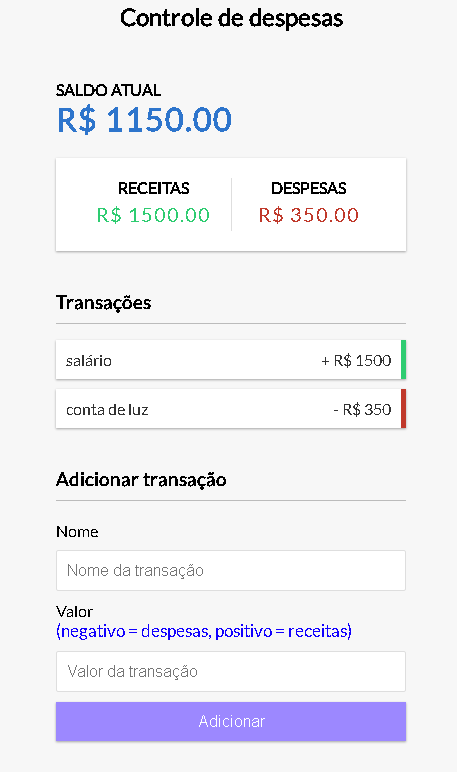 Controle de despesas
SALDO ATUAL
R$ 1150.00
RECEITAS
R$ 1500.00
DESPESAS
R$ 350.00
Transações
salário + R$ 1500
conta de luz - R$ 350
Adicionar transação
Nome
Nome da transação
Valor
(negativo = despesas, positivo = receitas)
Valor da transação
Adicionar